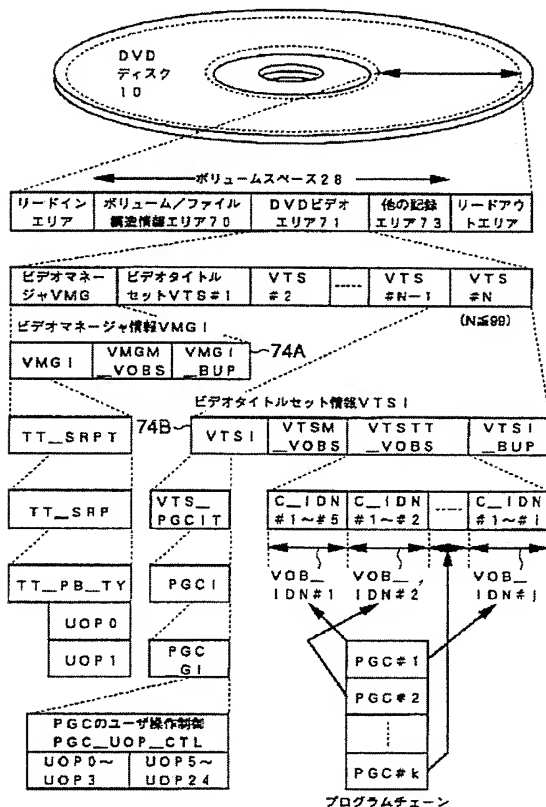 DVD
ディスク
10
ボリュームスペース28
リードイン
エリア
ボリューム/ファイル
構造情報エリア70
DVDビデオ
エリア71
他の記録
エリア73
リードアウ
トエリア
ビデオマネー
ジャVMG
ビデオタイトル
セットVTS#1
VTS
#2
VTS
#N-1
VTS
#N
(N≦99)
ビデオマネージャ情報VMGI
VMGI
VMGM
_VOBS
VMGI
_BUP
74A
ビデオタイトルセット情報VTSI
74B
VTSI
VTSM
_VOBS
VTSTT
_VOBS
VTSI
_BUP
TT_SRPT
TT_SRP
VTS_
PGCIT
C_IDN
#1~#5
C_IDN
#1~#2
C_IDN
#1~#i
VOB_
IDN#1
VOB_
IDN#2
VOB_
IDN#j
TT_PB_TY
PGCI
UOP0
UOP1
PGC
_GI
PGC#1
PGC#2
PGC#k
PGCのユーザ操作制御
PGC_UOP_CTL
UOP0~
UOP3
UOP5~
UOP24
プログラムチェーン